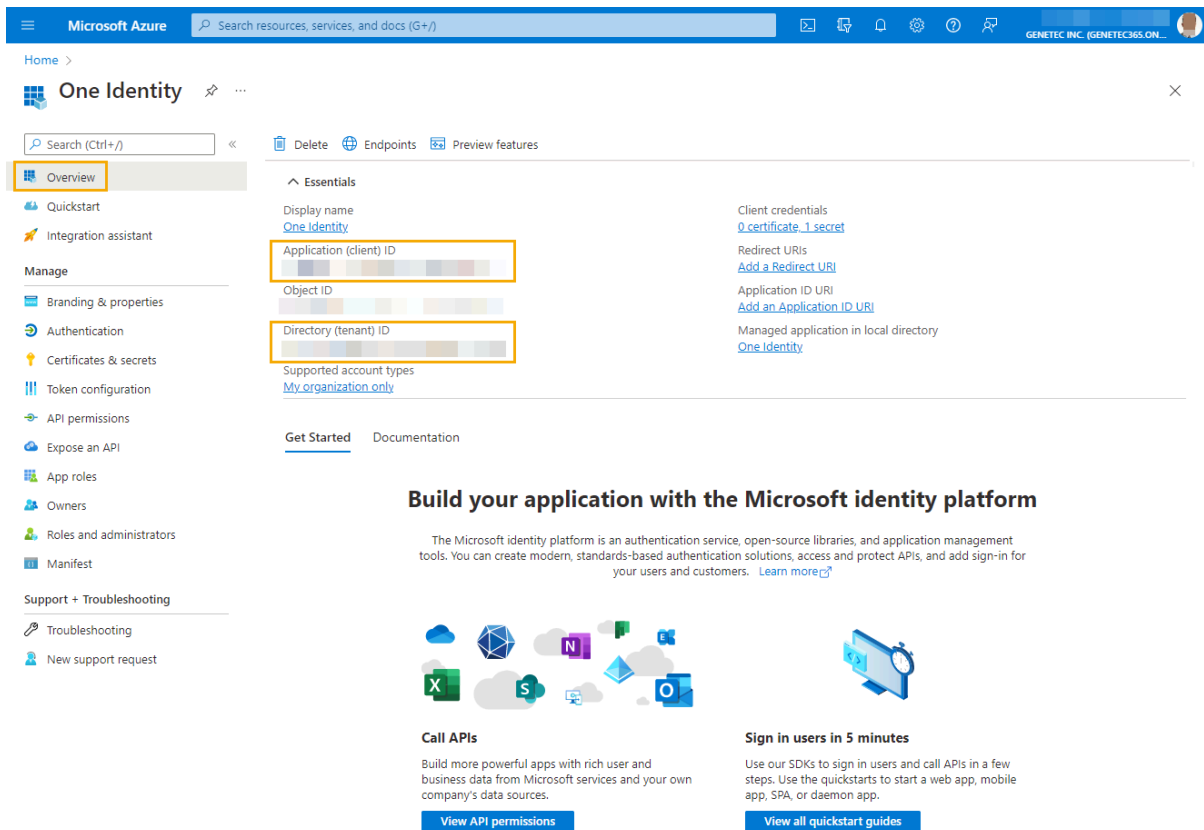 Microsoft Azure
Search resources, services, and docs (G+/)
GENETEC INC. (GENETEC365.ON...
Home >
One Identity
...
Search (Ctrl+/)
«
Delete
Endpoints
Preview features
Overview
Quickstart
Integration assistant
Manage
Branding & properties
Authentication
Certificates & secrets
Token configuration
API permissions
Expose an API
App roles
Owners
Roles and administrators
Manifest
Support + Troubleshooting
Troubleshooting
New support request
Essentials
Display name
One Identity
Application (client) ID
Object ID
Directory (tenant) ID
Supported account types
My organization only
Client credentials
0 certificate, 1 secret
Redirect URIs
Add a Redirect URI
Application ID URI
Add an Application ID URI
Managed application in local directory
One Identity
Get Started
Documentation
Build your application with the Microsoft identity platform
The Microsoft identity platform is an authentication service, open-source libraries, and application management
tools. You can create modern, standards-based authentication solutions, access and protect APIs, and add sign-in for
your users and customers. Learn more
N
P
E
X
S
O
Call APIs
Build more powerful apps with rich user and
business data from Microsoft services and your own
company's data sources.
View API permissions
Sign in users in 5 minutes
Use our SDKs to sign in users and call APIs in a few
steps. Use the quickstarts to start a web app, mobile
app, SPA, or daemon app.
View all quickstart guides